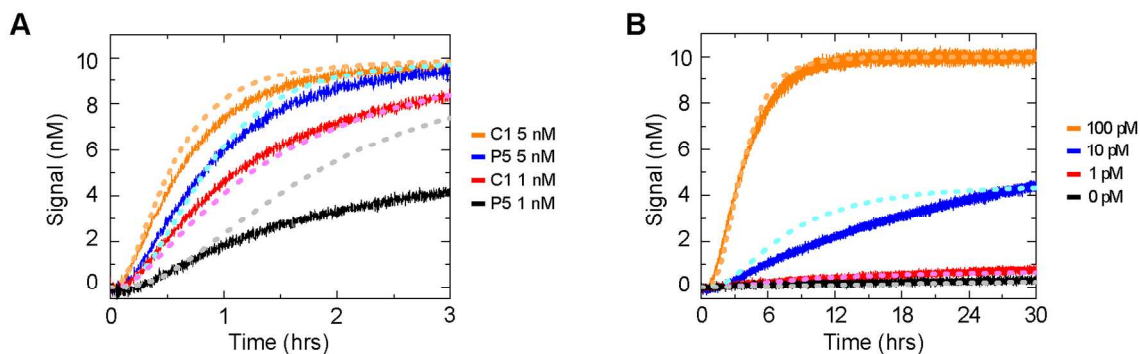 A
Signal (nM)
10
8
6
4
2
0
0
1
2
3
Time (hrs)
C1 5 nM
P5 5 nM
C1 1 nM
P5 1 nM
B
Signal (nM)
10
8
6
4
2
0
0
6
12
18
24
30
Time (hrs)
100 pM
10 pM
1 pM
0 pM